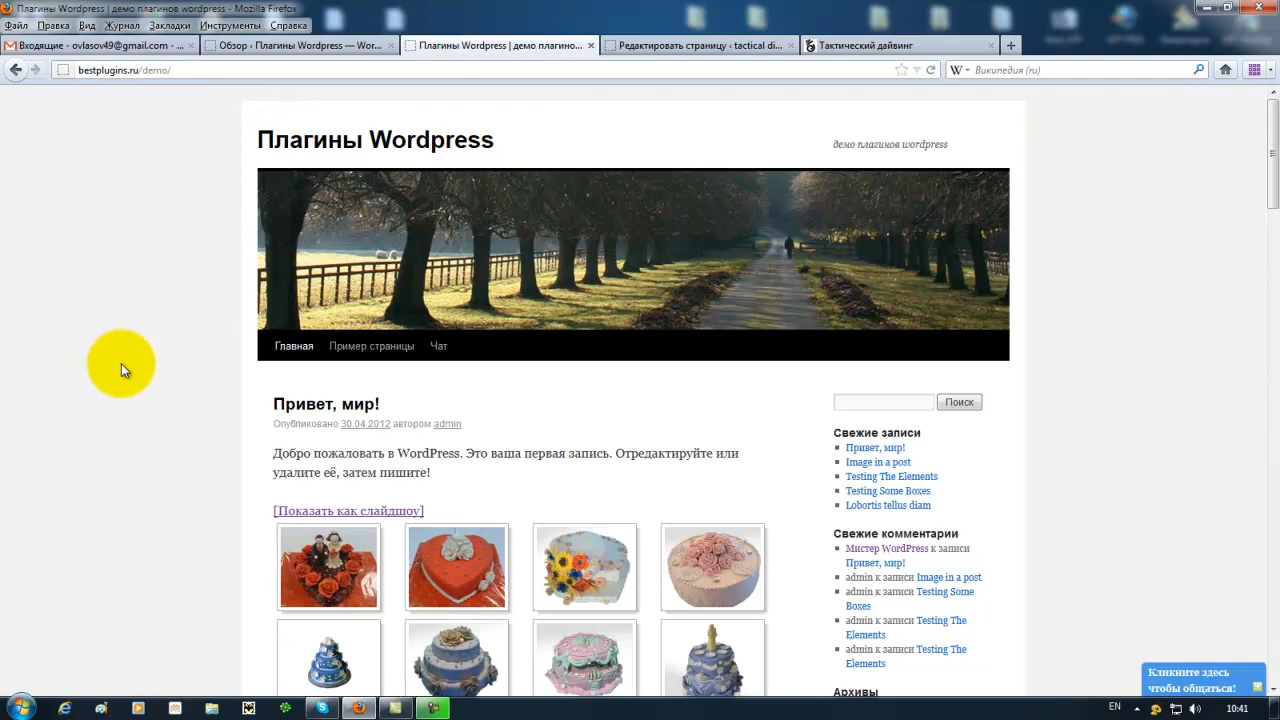 Плагины Wordpress | демо плагинов wordpress - Mozilla Firefox
Файл Правка Вид Журнал Закладки Инструменты Справка
Входящие - ovlasov49@gmail.com - ...
Обзор ‹ Плагины Wordpress — Wor...
Плагины Wordpress | демо плагино...
Редактировать страницу ‹ tactical di...
Тактический дайвинг
bestplugins.ru/demo/
Википедия (ru)
Плагины Wordpress
демо плагинов wordpress
Главная Пример страницы Чат
Привет, мир!
Опубликовано 30.04.2012 автором admin
Добро пожаловать в WordPress. Это ваша первая запись. Отредактируйте или
удалите её, затем пишите!
[Показать как слайдшоу]
Поиск
Свежие записи
Привет, мир!
Image in a post
Testing The Elements
Testing Some Boxes
Lobortis tellus diam
Свежие комментарии
Мистер WordPress к записи
Привет, мир!
admin к записи Image in a post
admin к записи Testing Some
Boxes
admin к записи Testing The
Elements
admin к записи Testing The
Elements
Архивы
Кликните здесь
чтобы общаться!
EN
10:41